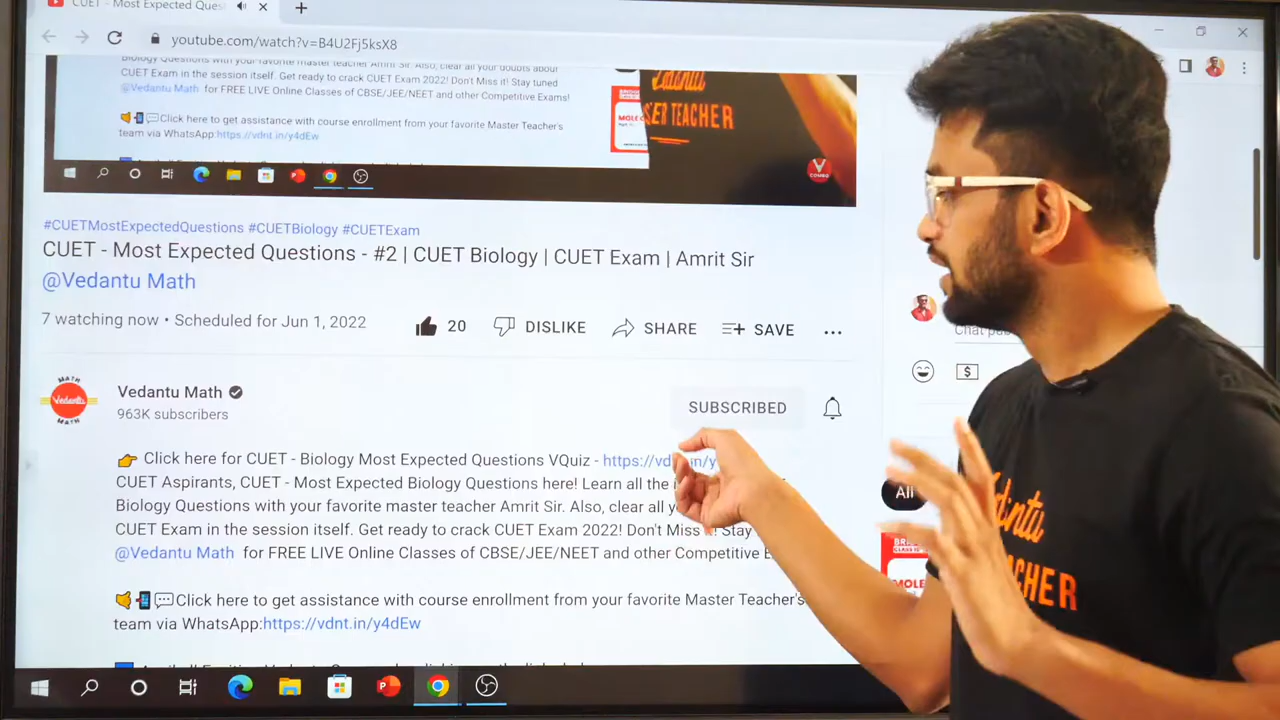 CUET - Most Expected Ques
youtube.com/watch?v=B4U2Fj5ksX8
Biology Questions with your favorite master teacher Amrit Sir. Also, clear all your doubts about
CUET Exam in the session itself. Get ready to crack CUET Exam 2022! Don't Miss it! Stay tuned
@Vedantu Math for FREE LIVE Online Classes of CBSE/JEE/NEET and other Competitive Exams!
Click here to get assistance with course enrollment from your favorite Master Teacher's
team via WhatsApp:https://vdnt.in/y4dEw
TEACHER
#CUETMostExpectedQuestions #CUETBiology #CUETExam
CUET - Most Expected Questions - #2 | CUET Biology | CUET Exam | Amrit Sir
@Vedantu Math
7 watching now • Scheduled for Jun 1, 2022
20
DISLIKE
SHARE
SAVE
MATH
Vedantu
MATH
Vedantu Math
963K subscribers
SUBSCRIBED
Click here for CUET - Biology Most Expected Questions VQuiz - https://vd
CUET Aspirants, CUET - Most Expected Biology Questions here! Learn all the
Biology Questions with your favorite master teacher Amrit Sir. Also, clear all
CUET Exam in the session itself. Get ready to crack CUET Exam 2022! Don't Miss Stay
@Vedantu Math for FREE LIVE Online Classes of CBSE/JEE/NEET and other Competitive
Click here to get assistance with course enrollment from your favorite Master Teacher's
team via WhatsApp:https://vdnt.in/y4dEw
Chat
$
All
MOLE